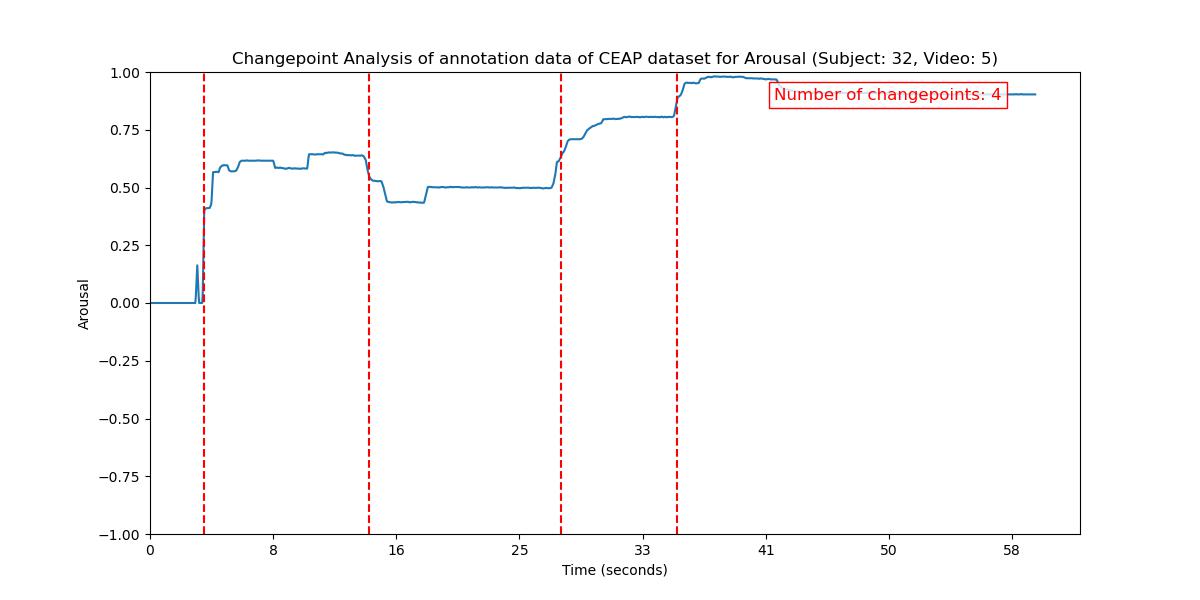 Changepoint Analysis of annotation data of CEAP dataset for Arousal (Subject: 32, Video: 5)
Number of changepoints: 4
1.00
0.75
0.50
0.25
0.00
−0.25
−0.50
−0.75
−1.00
Arousal
0 8 16 25 33 41 50 58
Time (seconds)